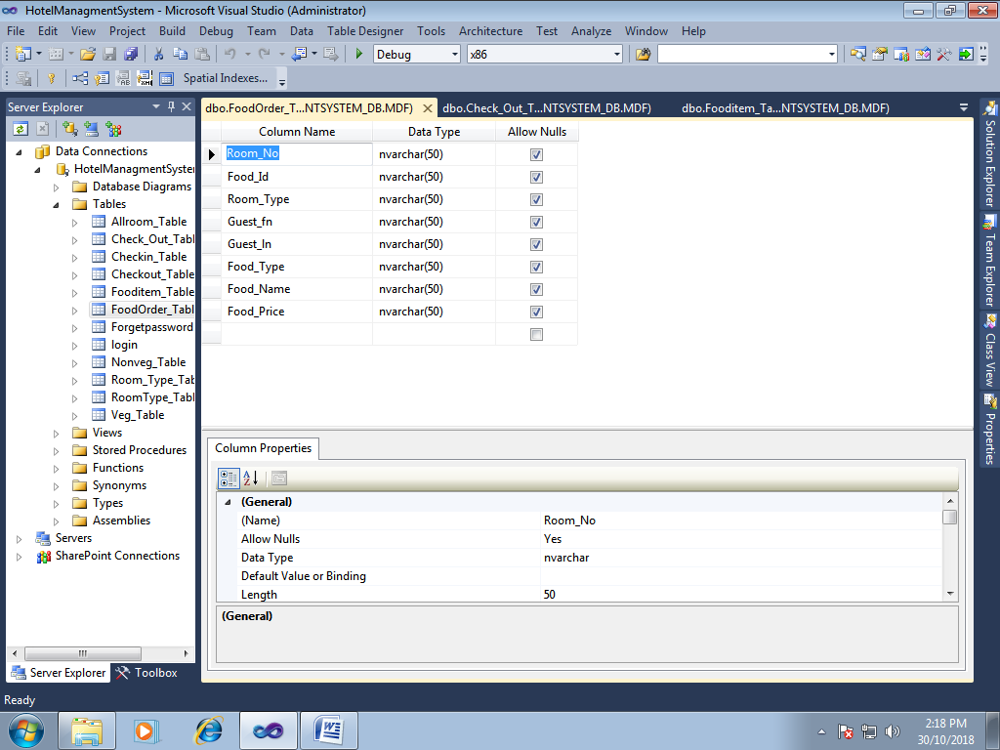 HotelManagmentSystem - Microsoft Visual Studio (Administrator)
File Edit View Project Build Debug Team Data Table Designer Tools Architecture Test Analyze Window Help
Debug x86
Spatial Indexes...
Server Explorer
dbo.FoodOrder_T...NTSYSTEM_DB.MDF) dbo.Check_Out_T...NTSYSTEM_DB.MDF) dbo.Fooditem_Ta...NTSYSTEM_DB.MDF)
Column Name Data Type Allow Nulls
Room_No nvarchar(50)
Food_Id nvarchar(50)
Room_Type nvarchar(50)
Guest_fn nvarchar(50)
Guest_ln nvarchar(50)
Food_Type nvarchar(50)
Food_Name nvarchar(50)
Food_Price nvarchar(50)
Data Connections
HotelManagmentSyste
Database Diagrams
Tables
Allroom_Table
Check_Out_Tabl
Checkin_Table
Checkout_Table
Fooditem_Table
FoodOrder_Tabl
Forgetpassword
login
Nonveg_Table
Room_Type_Tab
RoomType_Tabl
Veg_Table
Views
Stored Procedures
Functions
Synonyms
Types
Assemblies
Servers
SharePoint Connections
Server Explorer Toolbox
Column Properties
(General)
(Name) Room_No
Allow Nulls Yes
Data Type nvarchar
Default Value or Binding
Length 50
(General)
Solution Explorer
Team Explorer
Class View
Properties
Ready
2:18 PM
30/10/2018